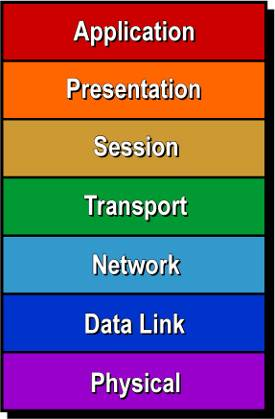 Application
Presentation
Session
Transport
Network
Data Link
Physical